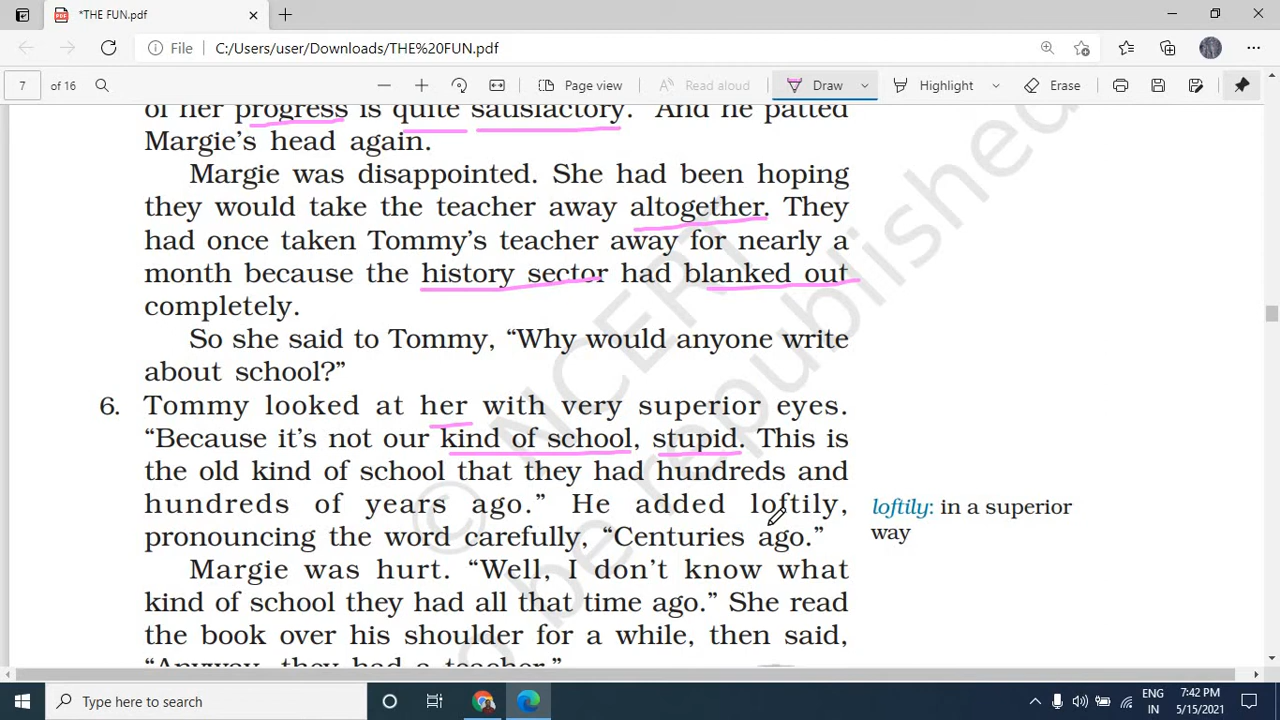 *THE FUN.pdf
File C:/Users/user/Downloads/THE%20FUN.pdf
7 of 16 Page view Read aloud Draw Highlight Erase
of her progress is quite satisfactory. And he patted
Margie's head again.
Margie was disappointed. She had been hoping
they would take the teacher away altogether. They
had once taken Tommy's teacher away for nearly a
month because the history sector had blanked out
completely.
So she said to Tommy, “Why would anyone write
about school?”
6. Tommy looked at her with very superior eyes.
“Because it's not our kind of school, stupid. This is
the old kind of school that they had hundreds and
hundreds of years ago.” He added loftily,
pronouncing the word carefully, “Centuries ago.”
loftily: in a superior
way
Margie was hurt. “Well, I don't know what
kind of school they had all that time ago.” She read
the book over his shoulder for a while, then said,
“Anyway, they had a teacher.”
© NCERT
be republished
Type here to search
ENG
IN
7:42 PM
5/15/2021